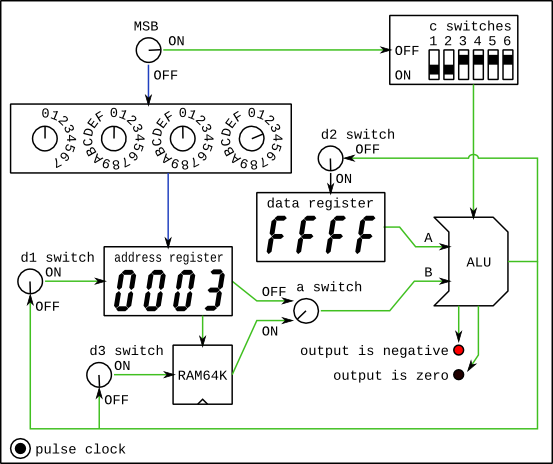 MSB
ON
OFF
c switches
1 2 3 4 5 6
OFF
ON
0 1 2 3 4 5 6 7
0 1 2 3 4 5 6 7 8 9 A B C D E F
0 1 2 3 4 5 6 7 8 9 A B C D E F
0 1 2 3 4 5 6 7 8 9 A B C D E F
d2 switch
OFF
ON
data register
FFFF
d1 switch
ON
OFF
address register
0003
a switch
OFF
ON
A
B
ALU
d3 switch
ON
OFF
RAM64K
output is negative
output is zero
pulse clock